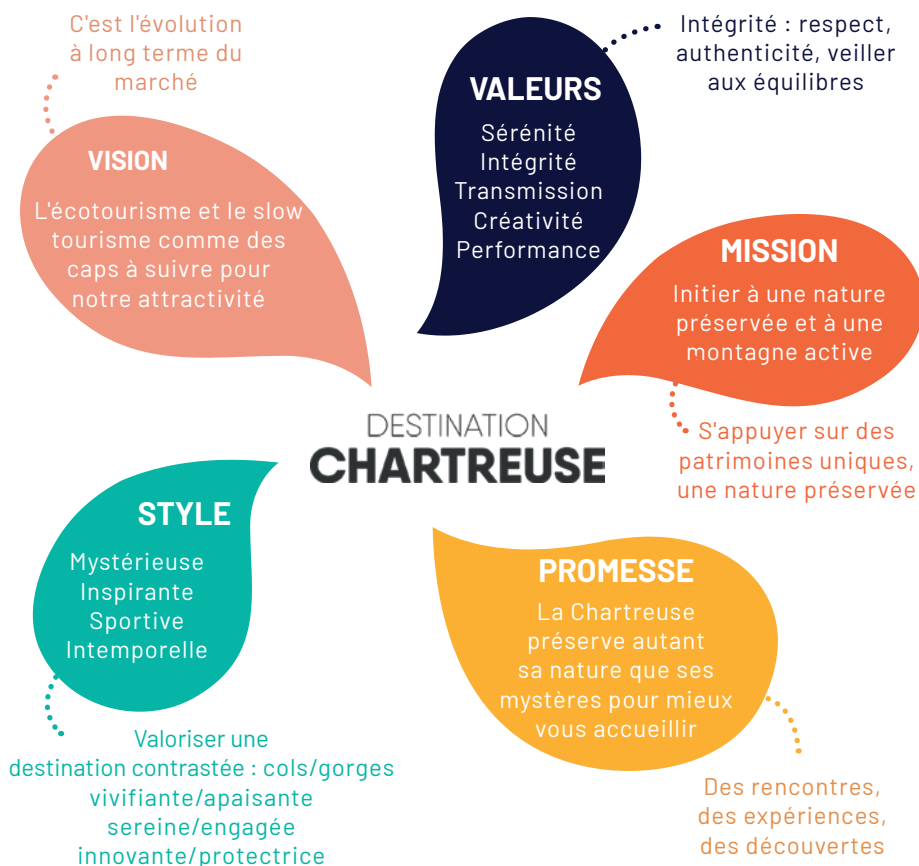 C'est l'évolution
à long terme du
marché
VISION
L'écotourisme et le slow
tourisme comme des
caps à suivre pour
notre attractivité
VALEURS
Sérénité
Intégrité
Transmission
Créativité
Performance
Intégrité : respect,
authenticité, veiller
aux équilibres
MISSION
Initier à une nature
préservée et à une
montagne active
S'appuyer sur des
patrimoines uniques,
une nature préservée
DESTINATION
CHARTREUSE
STYLE
Mystérieuse
Inspirante
Sportive
Intemporelle
Valoriser une
destination contrastée : cols/gorges
vivifiante/apaisante
sereine/engagée
innovante/protectrice
PROMESSE
La Chartreuse
préserve autant
sa nature que ses
mystères pour mieux
vous accueillir
Des rencontres,
des expériences,
des découvertes